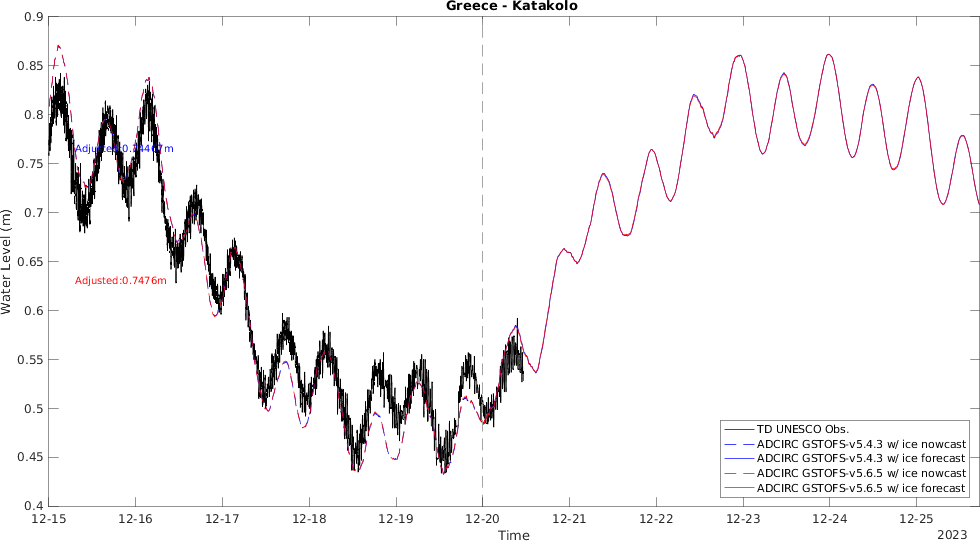 Greece - Katakolo
0.9
0.85
0.8
0.75
0.7
0.65
0.6
0.55
0.5
0.45
0.4
Water Level (m)
Adjusted:0.7476m
TD UNESCO Obs.
ADCIRC GSTOFS-v5.4.3 w/ ice nowcast
ADCIRC GSTOFS-v5.4.3 w/ ice forecast
ADCIRC GSTOFS-v5.6.5 w/ ice nowcast
ADCIRC GSTOFS-v5.6.5 w/ ice forecast
12-15 12-16 12-17 12-18 12-19 12-20 12-21 12-22 12-23 12-24 12-25
Time
2023